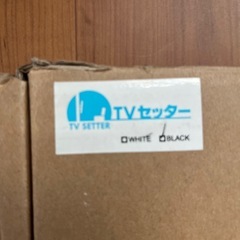 TVセッター
TV SETTER
□WHITE ☑BLACK